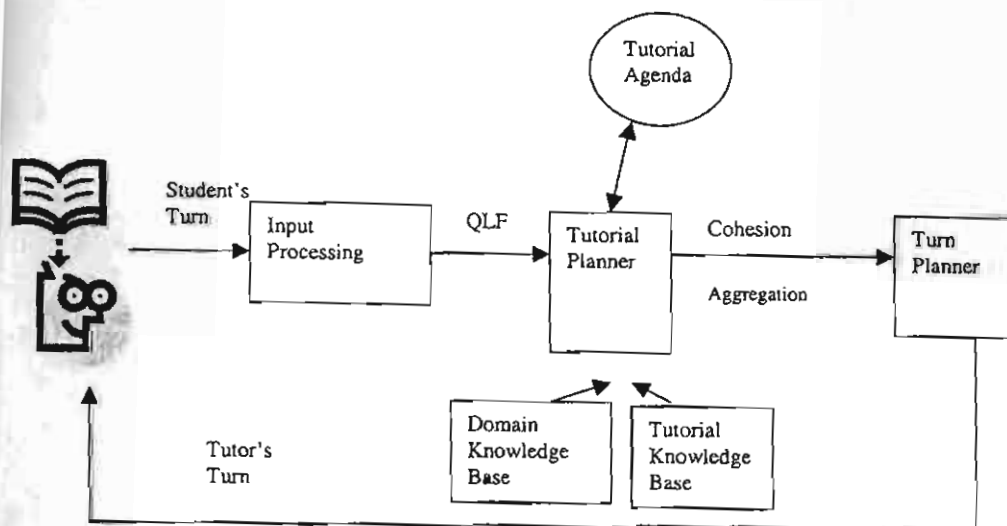 Tutorial
Agenda
Student's
Turn
Input
Processing
QLF
Tutorial
Planner
Cohesion
Aggregation
Turn
Planner
Domain
Knowledge
Base
Tutorial
Knowledge
Base
Tutor's
Turn